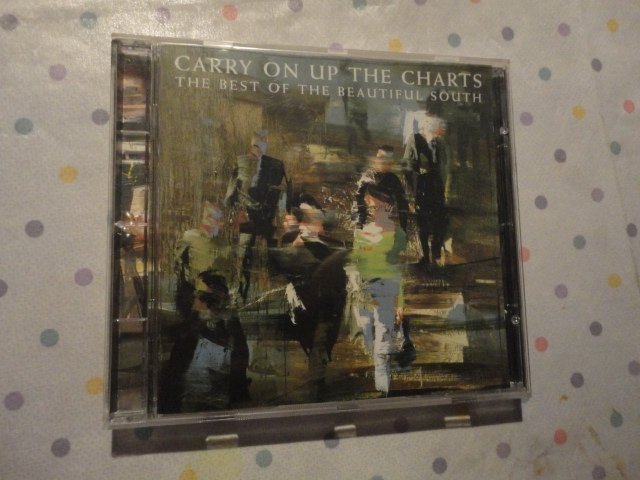 CARRY ON UP THE CHARTS
THE BEST OF THE BEAUTIFUL SOUTH